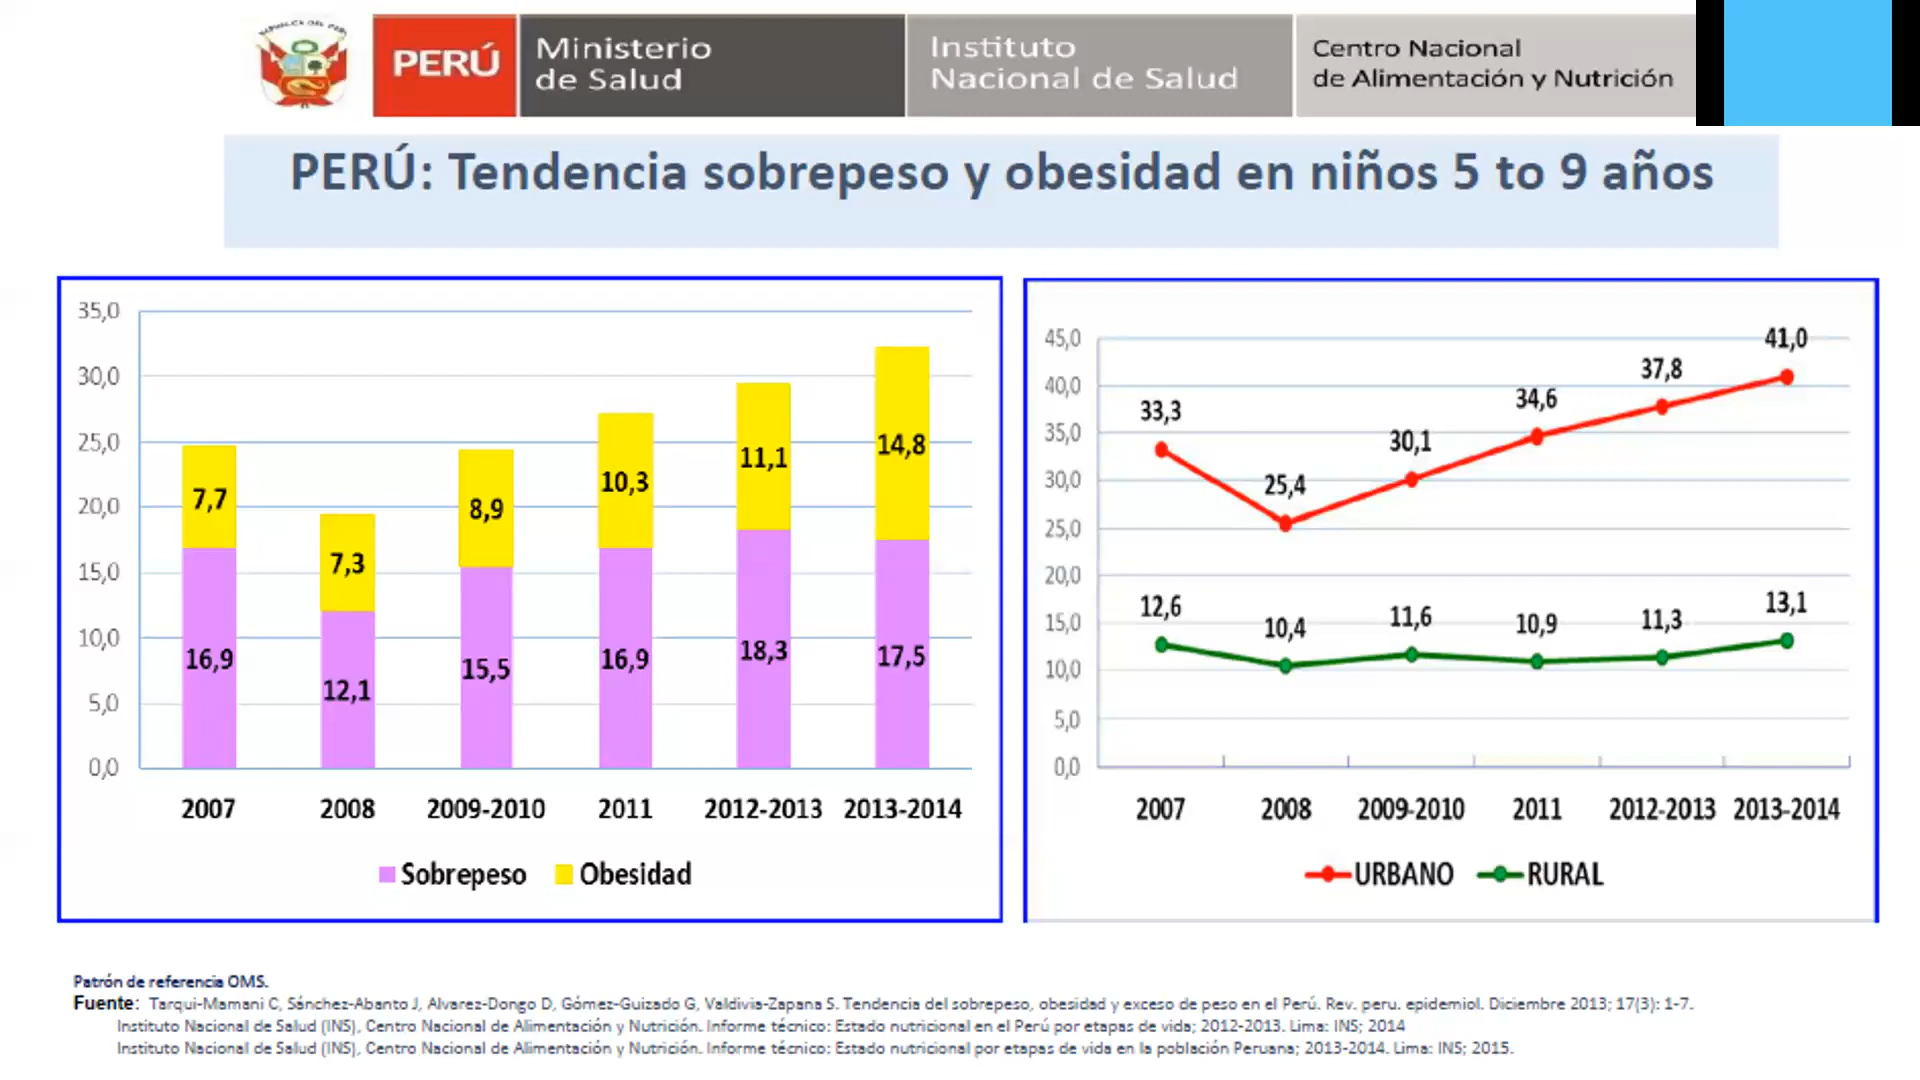 PERÚ
Ministerio
de Salud
Instituto
Nacional de Salud
Centro Nacional
de Alimentación y Nutrición
PERÚ: Tendencia sobrepeso y obesidad en niños 5 to 9 años
35,0
30,0
25,0
20,0
15,0
10,0
5,0
0,0
7,7
16,9
7,3
12,1
8,9
15,5
10,3
16,9
11,1
18,3
14,8
17,5
2007 2008 2009-2010 2011 2012-2013 2013-2014
Sobrepeso Obesidad
45,0
40,0
35,0
30,0
25,0
20,0
15,0
10,0
5,0
0,0
33,3
25,4
30,1
34,6
37,8
41,0
12,6
10,4
11,6
10,9
11,3
13,1
2007 2008 2009-2010 2011 2012-2013 2013-2014
URBANO RURAL
Patrón de referencia OMS.
Fuente: Tarqui-Mamani C, Sánchez-Abanto J, Alvarez-Dongo D, Gómez-Guizado G, Valdivia-Zapana S. Tendencia del sobrepeso, obesidad y exceso de peso en el Perú. Rev. peru. epidemiol. Diciembre 2013; 17(3): 1-7.
Instituto Nacional de Salud (INS), Centro Nacional de Alimentación y Nutrición. Informe técnico: Estado nutricional en el Perú por etapas de vida; 2012-2013. Lima: INS; 2014
Instituto Nacional de Salud (INS), Centro Nacional de Alimentación y Nutrición. Informe técnico: Estado nutricional por etapas de vida en la población Peruana; 2013-2014. Lima: INS; 2015.